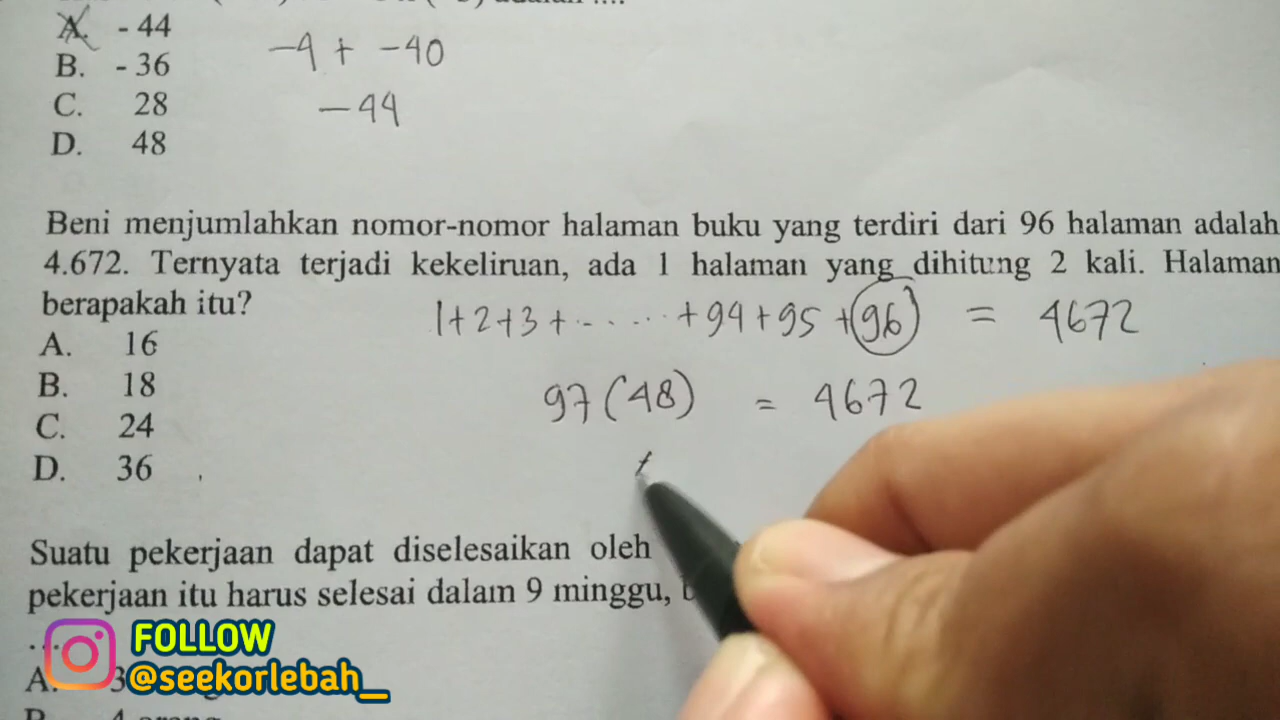 A. - 44
B. - 36
C. 28
D. 48
-4 + -40
-44
Beni menjumlahkan nomor-nomor halaman buku yang terdiri dari 96 halaman adalah
4.672. Ternyata terjadi kekeliruan, ada 1 halaman yang dihitung 2 kali. Halaman
berapakah itu?
1+2+3+......+94+95+96 = 4672
97(48) = 4672
A. 16
B. 18
C. 24
D. 36
Suatu pekerjaan dapat diselesaikan oleh
pekerjaan itu harus selesai dalam 9 minggu,
....
A. 3
FOLLOW
@seekorlebah_
B. 4 orang